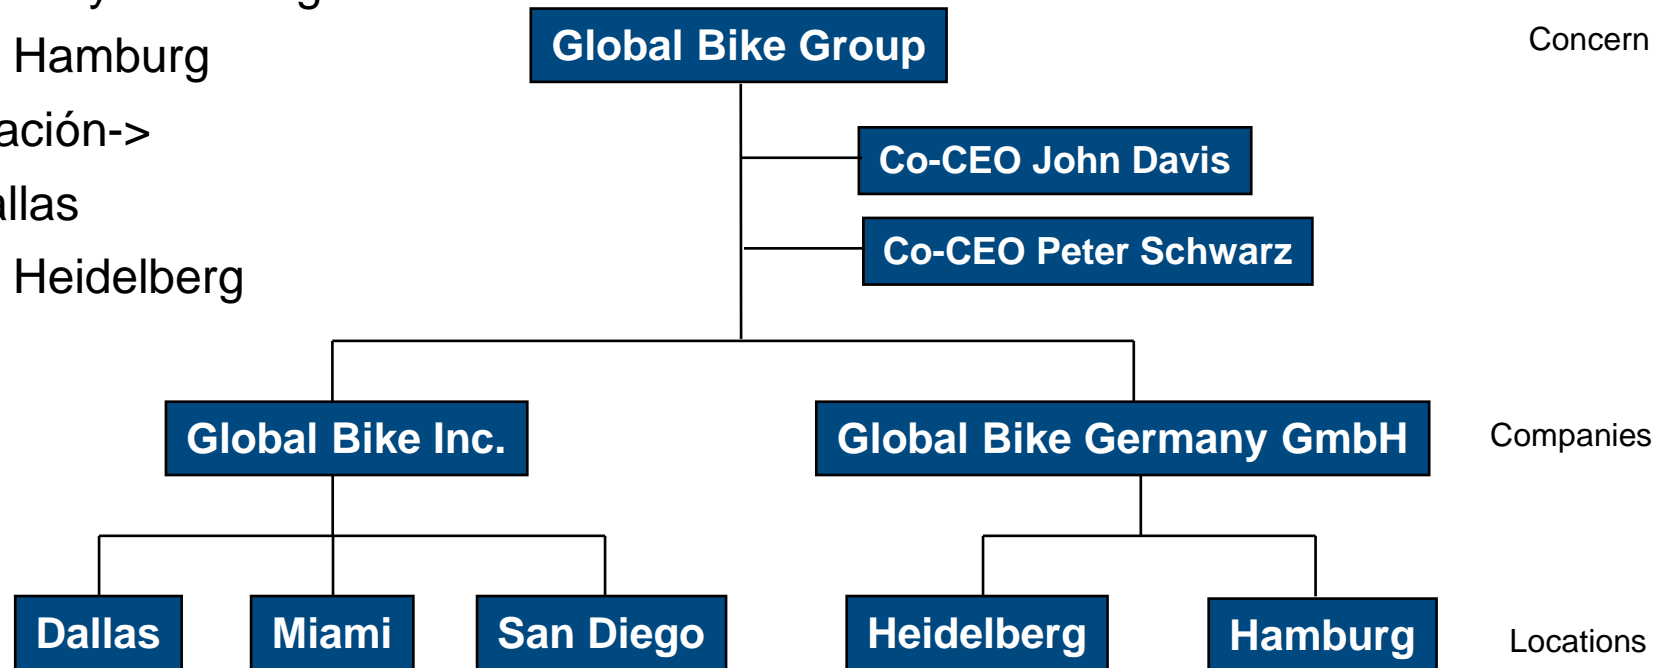 Hamburg
ación->
allas
Heidelberg
Global Bike Group
Concern
Co-CEO John Davis
Co-CEO Peter Schwarz
Global Bike Inc.
Global Bike Germany GmbH
Companies
Dallas
Miami
San Diego
Heidelberg
Hamburg
Locations